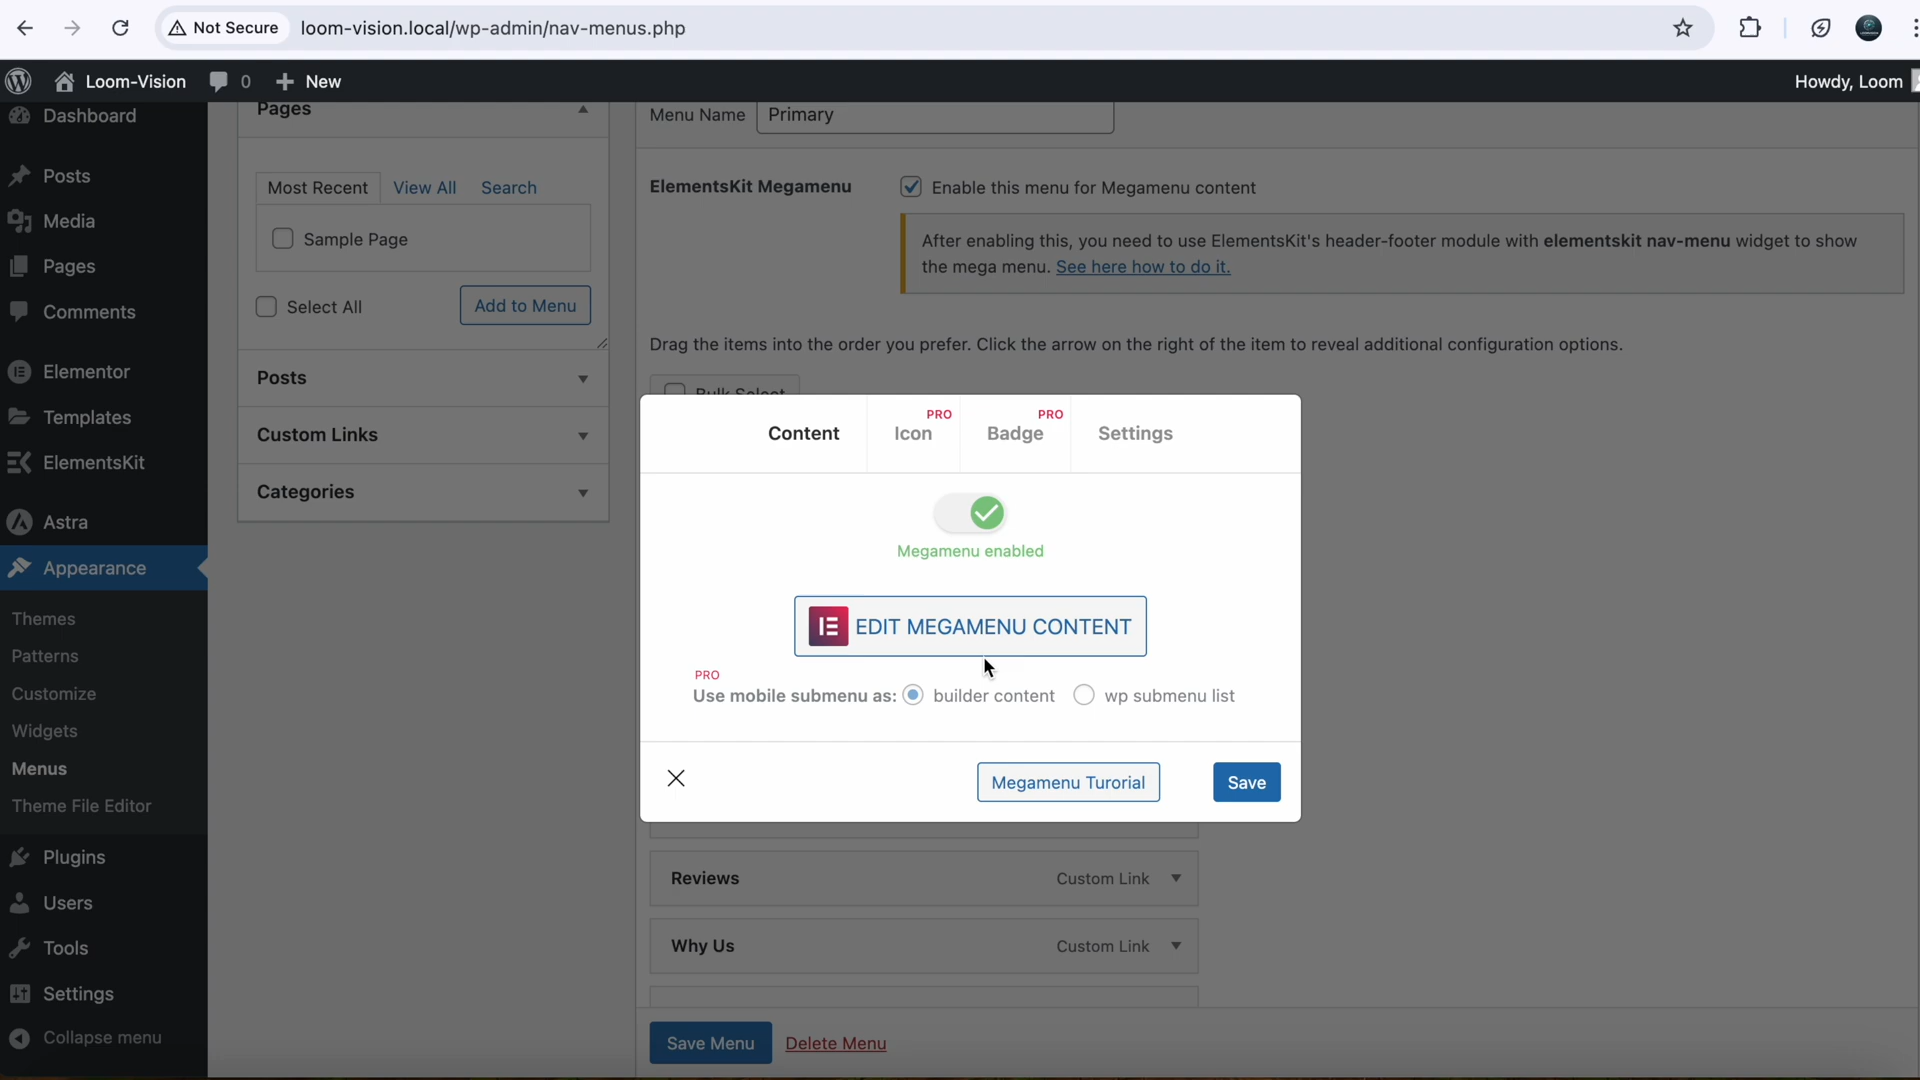 Not Secure
loom-vision.local/wp-admin/nav-menus.php
Loom-Vision
0
New
Howdy, Loom
Dashboard
Posts
Media
Pages
Comments
Elementor
Templates
ElementsKit
Astra
Appearance
Themes
Patterns
Customize
Widgets
Menus
Theme File Editor
Plugins
Users
Tools
Settings
Collapse menu
Pages
Most Recent
View All
Search
Sample Page
Select All
Add to Menu
Posts
Custom Links
Categories
Menu Name
Primary
ElementsKit Megamenu
Enable this menu for Megamenu content
After enabling this, you need to use ElementsKit's header-footer module with elementskit nav-menu widget to show
the mega menu. See here how to do it.
Drag the items into the order you prefer. Click the arrow on the right of the item to reveal additional configuration options.
Bulk Select
Content
Icon
PRO
Badge
PRO
Settings
Megamenu enabled
EDIT MEGAMENU CONTENT
PRO
Use mobile submenu as:
builder content
wp submenu list
Megamenu Turorial
Save
Reviews
Custom Link
Why Us
Custom Link
Save Menu
Delete Menu